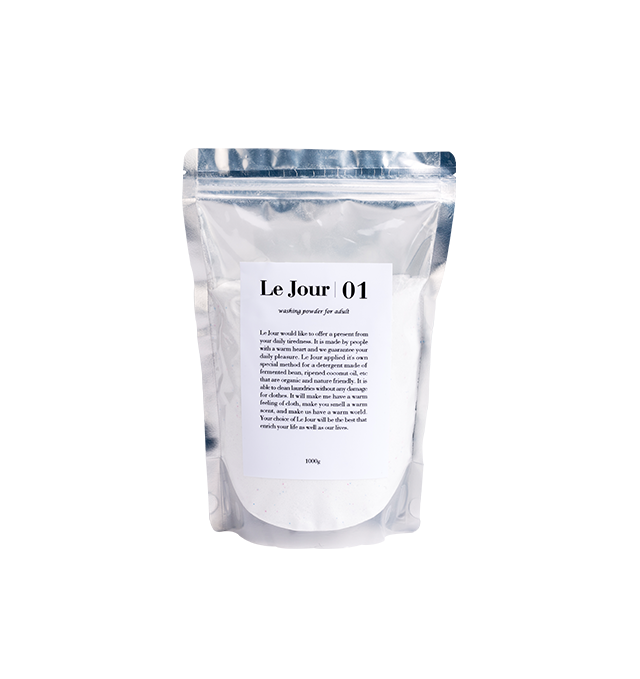 Le Jour | 01
washing powder for adult
Le Jour would like to offer a present from
your daily tiredness. It is made by people
with a warm heart and we guarantee your
daily pleasure. Le Jour applied it's own
special method for a detergent made of
fermented bean, ripened coconut oil, etc
that are organic and nature friendly. It is
able to clean laundries without any damage
for clothes. It will make me have a warm
feeling of cloth, make you smell a warm
scent, and make us have a warm world.
Your choice of Le Jour will be the best that
enrich your life as well as our lives.
1000g